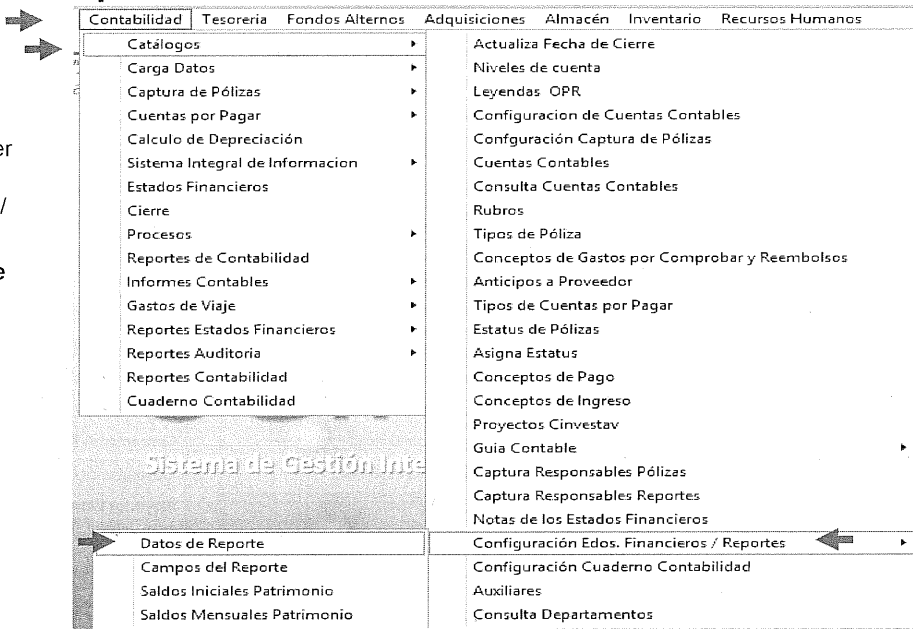 Contabilidad Tesoreria Fondos Alternos Adquisiciones Almacén Inventario Recursos Humanos
Catálogos
Carga Datos
Captura de Pólizas
Cuentas por Pagar
Calculo de Depreciación
Sistema Integral de Informacion
Estados Financieros
Cierre
Procesos
Reportes de Contabilidad
Informes Contables
Gastos de Viaje
Reportes Estados Financieros
Reportes Auditoria
Reportes Contabilidad
Cuaderno Contabilidad
Actualiza Fecha de Cierre
Niveles de cuenta
Leyendas OPR
Configuracion de Cuentas Contables
Confguración Captura de Pólizas
Cuentas Contables
Consulta Cuentas Contables
Rubros
Tipos de Póliza
Conceptos de Gastos por Comprobar y Reembolsos
Anticipos a Proveedor
Tipos de Cuentas por Pagar
Estatus de Pólizas
Asigna Estatus
Conceptos de Pago
Conceptos de Ingreso
Proyectos Cinvestav
Guia Contable
Captura Responsables Pólizas
Captura Responsables Reportes
Notas de los Estados Financieros
Configuración Edos. Financieros / Reportes
Configuración Cuaderno Contabilidad
Auxiliares
Consulta Departamentos
Datos de Reporte
Campos del Reporte
Saldos Iniciales Patrimonio
Saldos Mensuales Patrimonio
Sistema de Gestión Inte
er
/
e